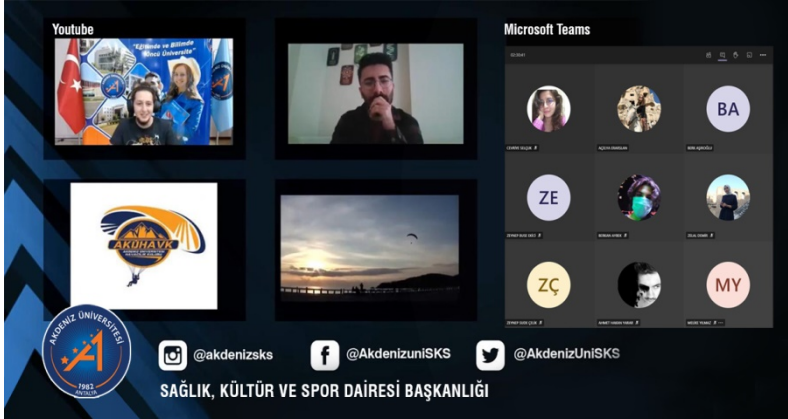 Youtube
Microsoft Teams
"Eğitimde ve Bilimde
Öncü Üniversite"
AKDHAVK
BA
ZE
ZÇ
MY
AKDENİZ ÜNİVERSİTESİ
1982
ANTALYA
@akdenizsks
@AkdenizuniSKS
@AkdenizUniSKS
SAĞLIK, KÜLTÜR VE SPOR DAİRESİ BAŞKANLIĞI